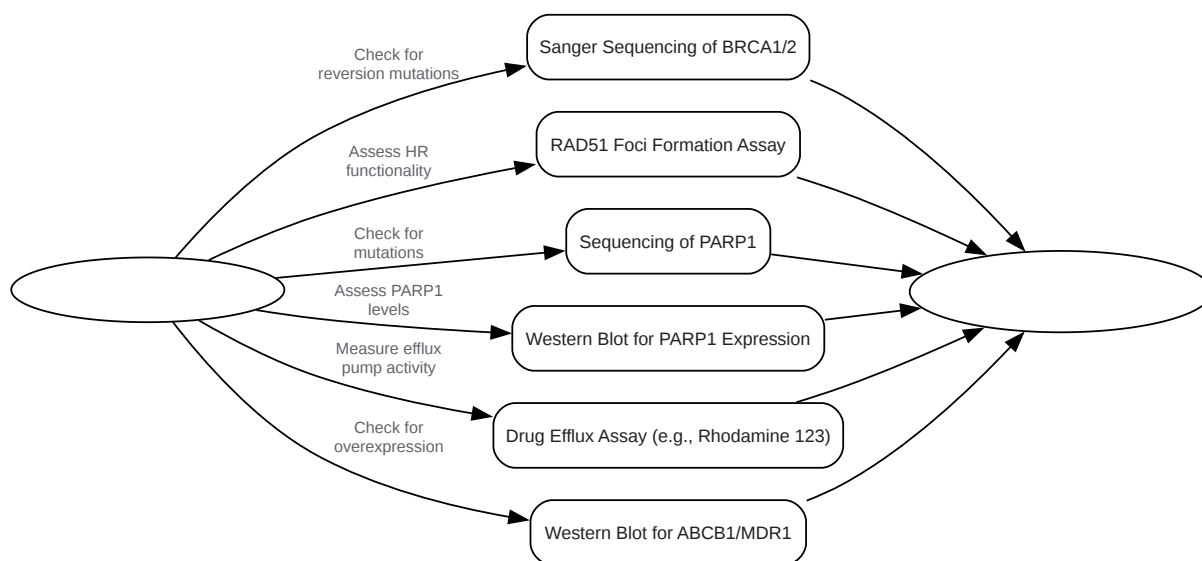 Check for
reversion mutations
Sanger Sequencing of BRCA1/2
Assess HR
functionality
RAD51 Foci Formation Assay
Check for
mutations
Sequencing of PARP1
Assess PARP1
levels
Western Blot for PARP1 Expression
Measure efflux
pump activity
Drug Efflux Assay (e.g., Rhodamine 123)
Check for
overexpression
Western Blot for ABCB1/MDR1